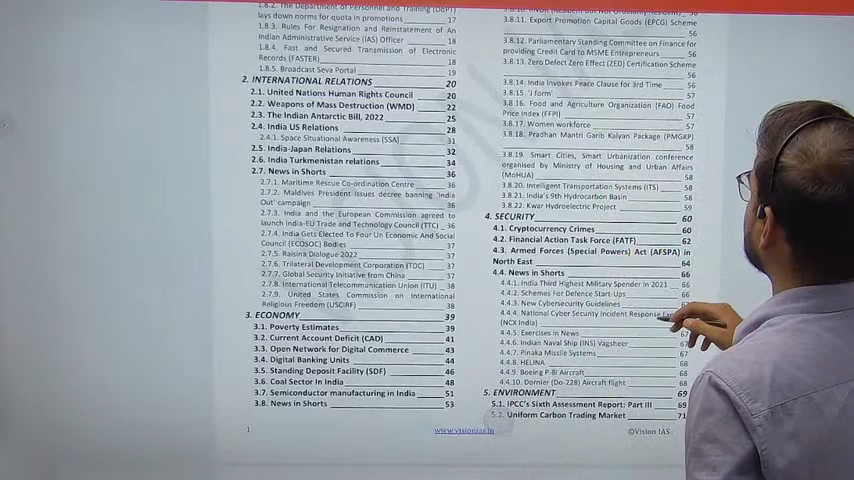 1.8.2. The Department of Personnel and Training (DoPT)
lays down norms for quota in promotions 17
1.8.3. Rules For Resignation and Reinstatement of An
Indian Administrative Service (IAS) Officer 18
1.8.4. Fast and Secured Transmission of Electronic
Records (FASTER) 18
1.8.5. Broadcast Seva Portal 19
2. INTERNATIONAL RELATIONS 20
2.1. United Nations Human Rights Council 20
2.2. Weapons of Mass Destruction (WMD) 22
2.3. The Indian Antarctic Bill, 2022 25
2.4. India US Relations 28
2.4.1. Space Situational Awareness (SSA) 31
2.5. India-Japan Relations 32
2.6. India Turkmenistan relations 34
2.7. News in Shorts 36
2.7.1. Maritime Rescue Co-ordination Centre 36
2.7.2. Maldives President issues decree banning 'India
Out' campaign 36
2.7.3. India and the European Commission agreed to
launch India-EU Trade and Technology Council (TTC) 36
2.7.4. India Gets Elected To Four Un Economic And Social
Council (ECOSOC) Bodies 37
2.7.5. Raisina Dialogue 2022 37
2.7.6. Trilateral Development Corporation (TDC) 37
2.7.7. Global Security Initiative from China 37
2.7.8. International Telecommunication Union (ITU) 38
2.7.9. United States Commission on International
Religious Freedom (USCIRF) 38
3. ECONOMY 39
3.1. Poverty Estimates 39
3.2. Current Account Deficit (CAD) 41
3.3. Open Network for Digital Commerce 43
3.4. Digital Banking Units 44
3.5. Standing Deposit Facility (SDF) 46
3.6. Coal Sector In India 48
3.7. Semiconductor manufacturing in India 51
3.8. News in Shorts 53
3.8.11. Export Promotion Capital Goods (EPCG) Scheme
56
3.8.12. Parliamentary Standing Committee on Finance for
providing Credit Card to MSME Entrepreneurs 56
3.8.13. Zero Defect Zero Effect (ZED) Certification Scheme
56
3.8.14. India Invokes Peace Clause for 3rd Time 56
3.8.15. 'J form' 57
3.8.16. Food and Agriculture Organization (FAO) Food
Price Index (FFPI) 57
3.8.17. Women workforce 57
3.8.18. Pradhan Mantri Garib Kalyan Package (PMGKP)
58
3.8.19. Smart Cities, Smart Urbanization conference
organised by Ministry of Housing and Urban Affairs
(MoHUA) 58
3.8.20. Intelligent Transportation Systems (ITS) 58
3.8.21. India's 9th Hydrocarbon Basin 58
3.8.22. Kwar Hydroelectric Project 59
4. SECURITY 60
4.1. Cryptocurrency Crimes 60
4.2. Financial Action Task Force (FATF) 62
4.3. Armed Forces (Special Powers) Act (AFSPA) in
North East 64
4.4. News in Shorts 66
4.4.1. India Third Highest Military Spender In 2021 66
4.4.2. Schemes For Defence Start-Ups 66
4.4.3. New Cybersecurity Guidelines 67
4.4.4. National Cyber Security Incident Response
(NCX India)
4.4.5. Exercises in News 67
4.4.6. Indian Naval Ship (INS) Vagsheer 67
4.4.7. Pinaka Missile Systems 67
4.4.8. HELINA 68
4.4.9. Boeing P-8I Aircraft 68
4.4.10. Dornier (Do-228) Aircraft flight 68
5. ENVIRONMENT 69
5.1. IPCC's Sixth Assessment Report: Part III 69
5.2. Uniform Carbon Trading Market 71
1 www.visionias.in ©Vision IAS